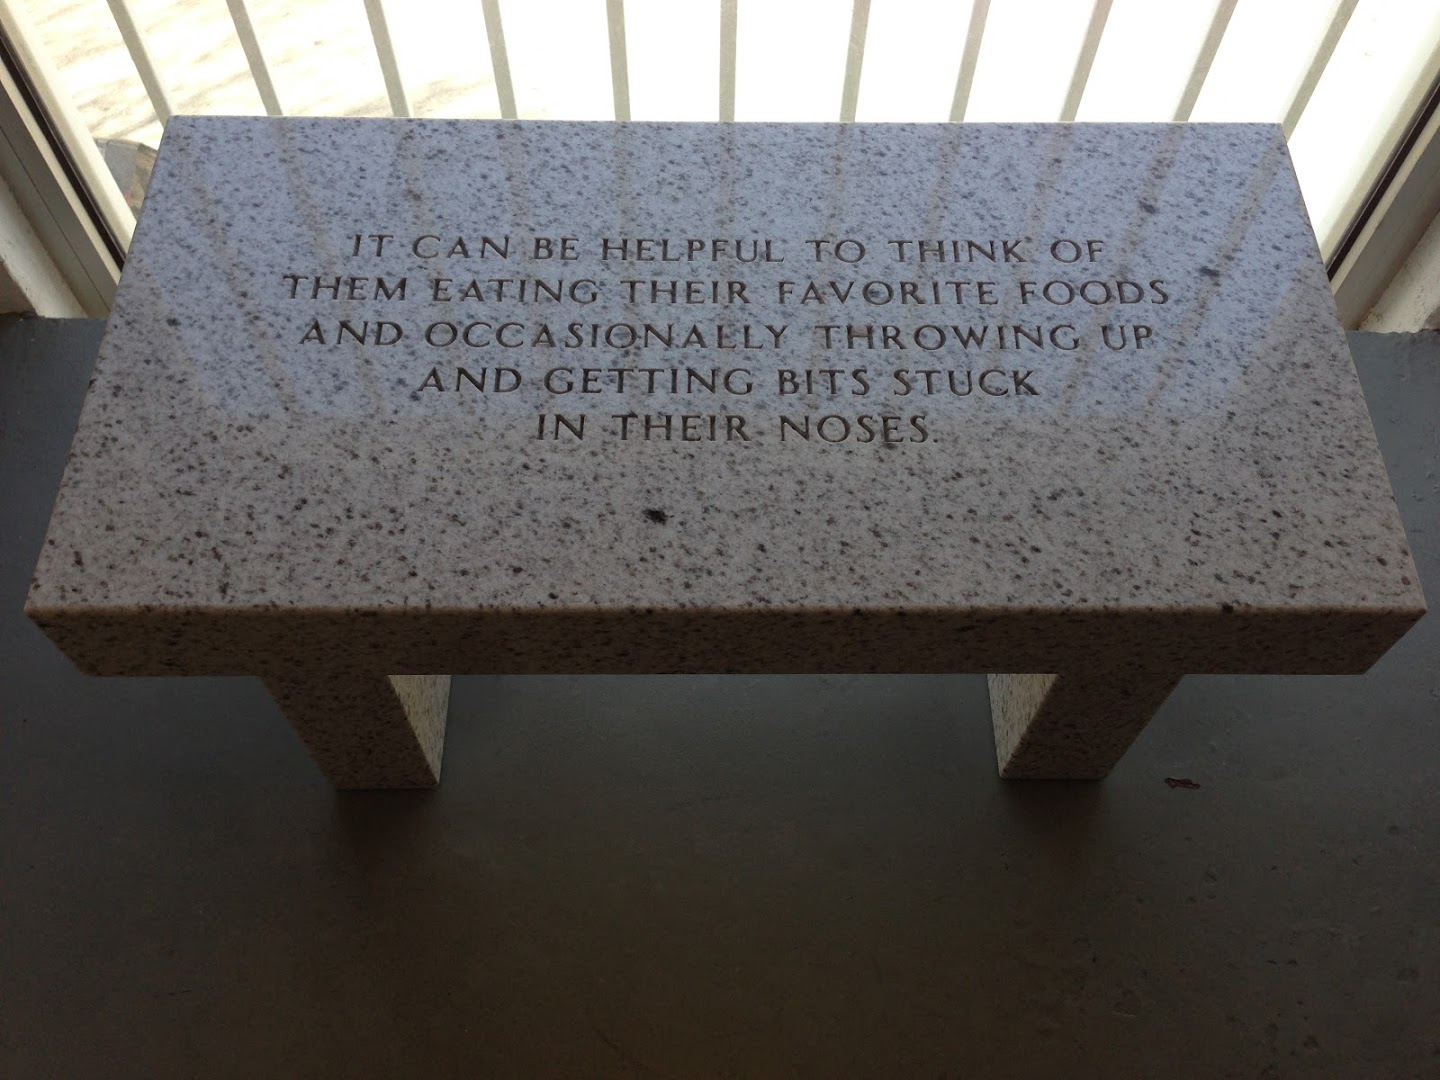 IT CAN BE HELPFUL TO THINK OF
THEM EATING THEIR FAVORITE FOODS
AND OCCASIONALLY THROWING UP
AND GETTING BITS STUCK
IN THEIR NOSES.